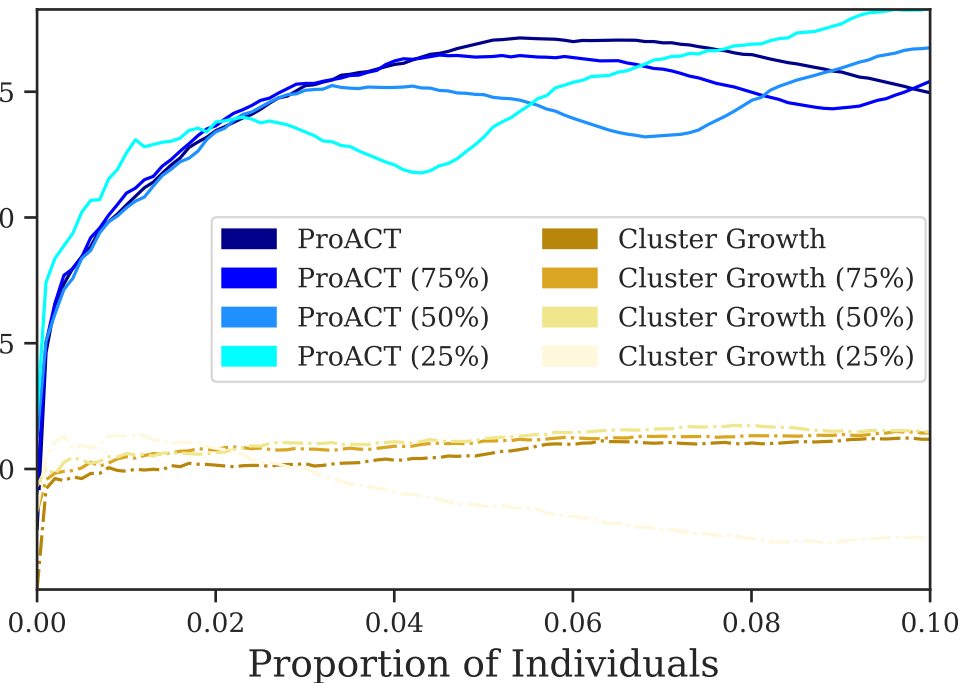 5
0
5
0
ProACT
ProACT (75%)
ProACT (50%)
ProACT (25%)
Cluster Growth
Cluster Growth (75%)
Cluster Growth (50%)
Cluster Growth (25%)
0.00 0.02 0.04 0.06 0.08 0.10
Proportion of Individuals